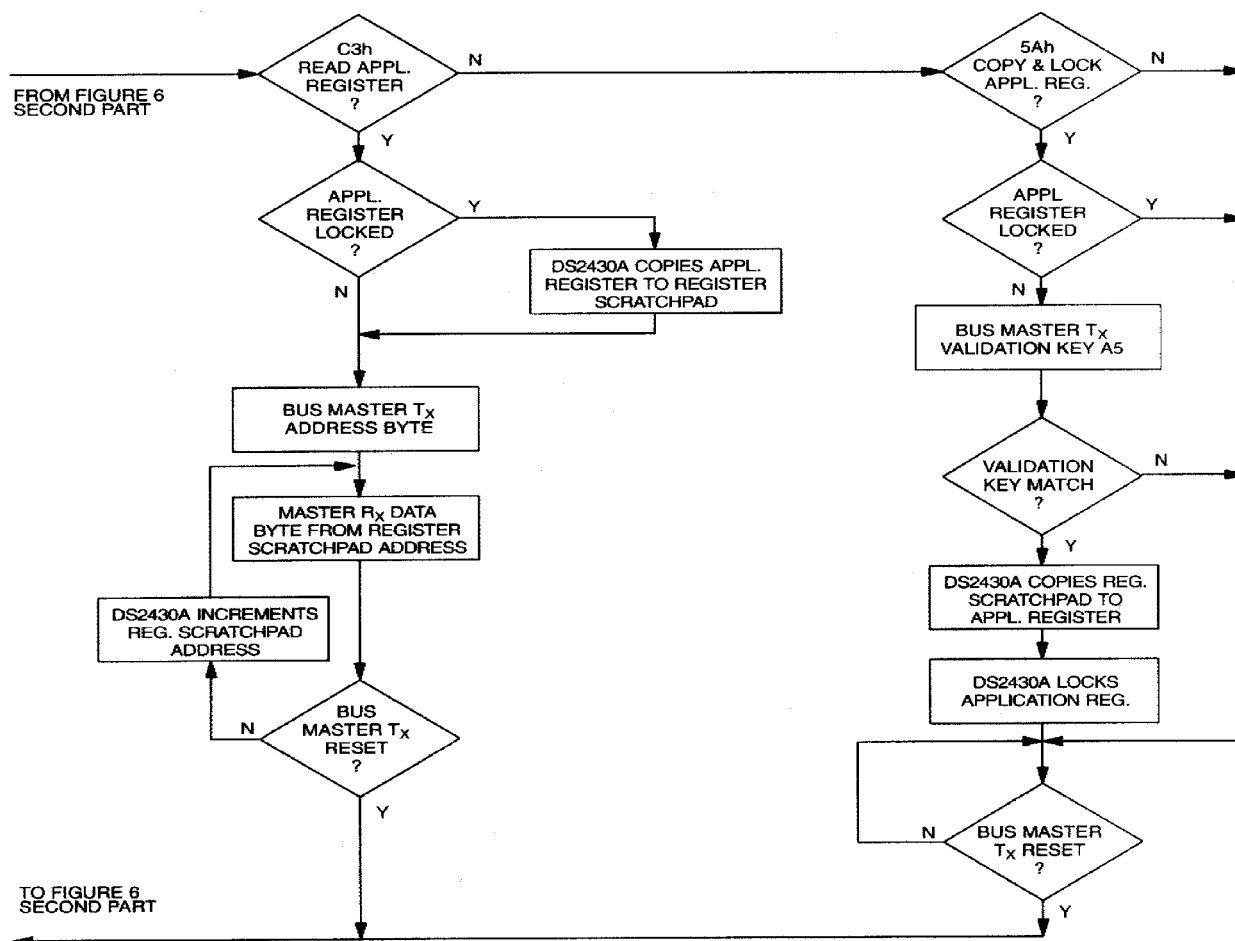 C3h
READ APPL.
REGISTER
?
N
5Ah
COPY & LOCK
APPL. REG.
?
N
FROM FIGURE 6
SECOND PART
Y
Y
APPL.
REGISTER
LOCKED
?
Y
APPL
REGISTER
LOCKED
?
Y
DS2430A COPIES APPL.
REGISTER TO REGISTER
SCRATCHPAD
N
N
BUS MASTER TX
VALIDATION KEY A5
BUS MASTER TX
ADDRESS BYTE
VALIDATION
KEY MATCH
?
N
MASTER RX DATA
BYTE FROM REGISTER
SCRATCHPAD ADDRESS
Y
DS2430A COPIES REG.
SCRATCHPAD TO
APPL. REGISTER
DS2430A INCREMENTS
REG. SCRATCHPAD
ADDRESS
DS2430A LOCKS
APPLICATION REG.
BUS
MASTER TX
RESET
?
N
Y
BUS MASTER
TX RESET
?
N
Y
TO FIGURE 6
SECOND PART